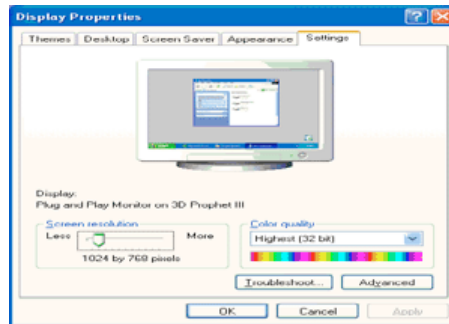 Display Properties
Themes Desktop Screen Saver Appearance Settings
Display:
Plug and Play Monitor on 3D Prophet III
Screen resolution
Less More
1024 by 768 pixels
Color quality
Highest (32 bit)
Troubleshoot... Advanced
OK Cancel Apply